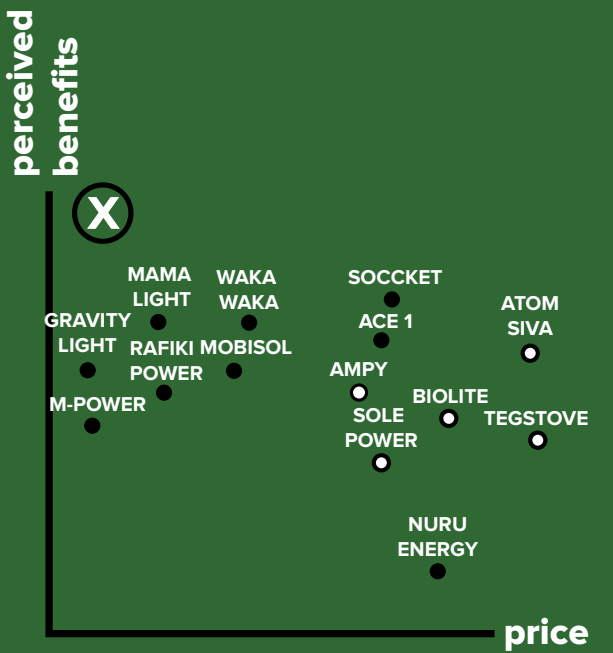 perceived
benefits
X
MAMA
LIGHT
WAKA
WAKA
SOCCKET
ACE 1
ATOM
SIVA
GRAVITY
LIGHT
RAFIKI
POWER
MOBISOL
AMPY
BIOLITE
M-POWER
SOLE
POWER
TEGSTOVE
NURU
ENERGY
price